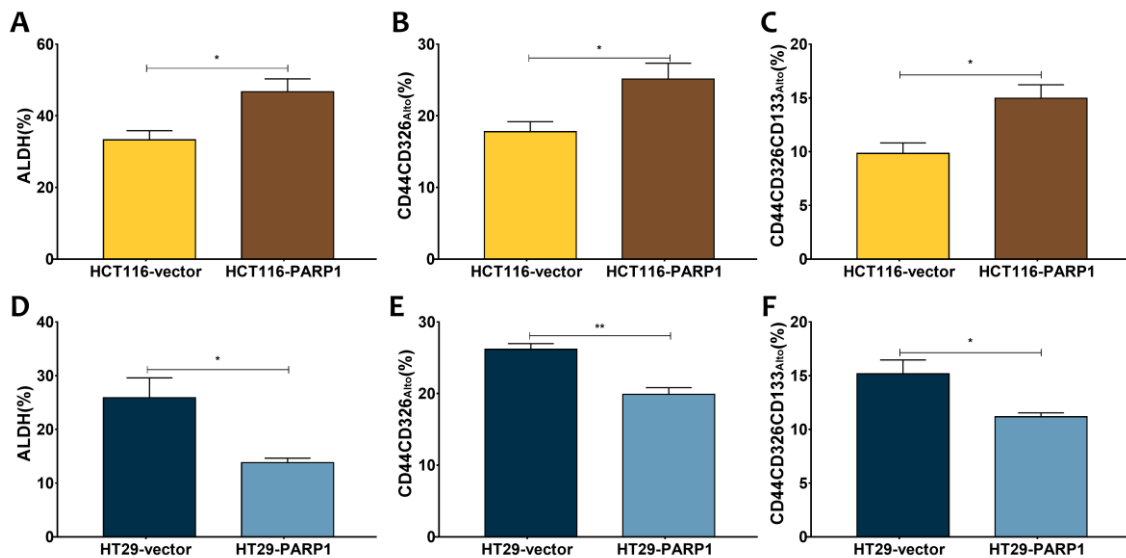 A
B
C
ALDH(%)
60
40
20
0
*
HCT116-vector
HCT116-PARP1
CD44CD326Alto(%)
30
20
10
0
*
HCT116-vector
HCT116-PARP1
CD44CD326CD133Alto(%)
20
15
10
5
0
*
HCT116-vector
HCT116-PARP1
D
E
F
ALDH(%)
40
30
20
10
0
*
HT29-vector
HT29-PARP1
CD44CD326Alto(%)
30
20
10
0
**
HT29-vector
HT29-PARP1
CD44CD326CD133Alto(%)
20
15
10
5
0
*
HT29-vector
HT29-PARP1